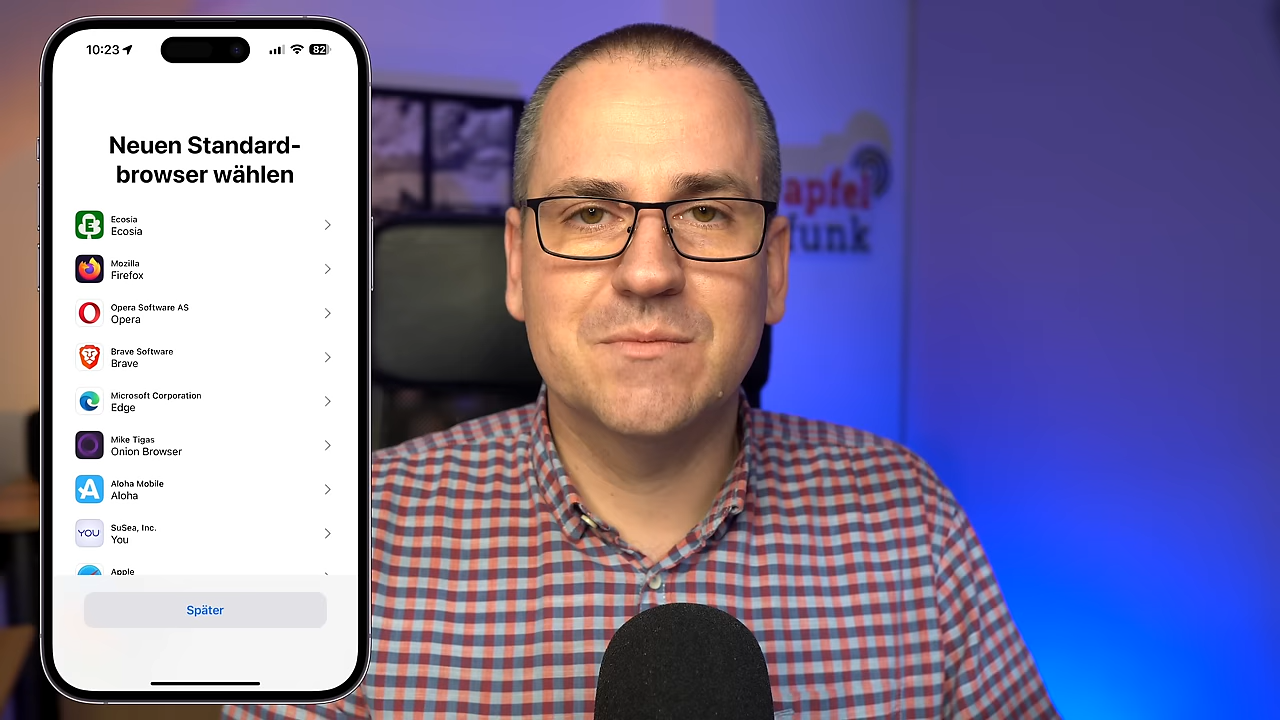 10:23
82
Neuen Standard-
browser wählen
Ecosia
Ecosia
Mozilla
Firefox
Opera Software AS
Opera
Brave Software
Brave
Microsoft Corporation
Edge
Mike Tigas
Onion Browser
Aloha Mobile
Aloha
YOU
SuSea, Inc.
You
Apple
Später
apfel
funk